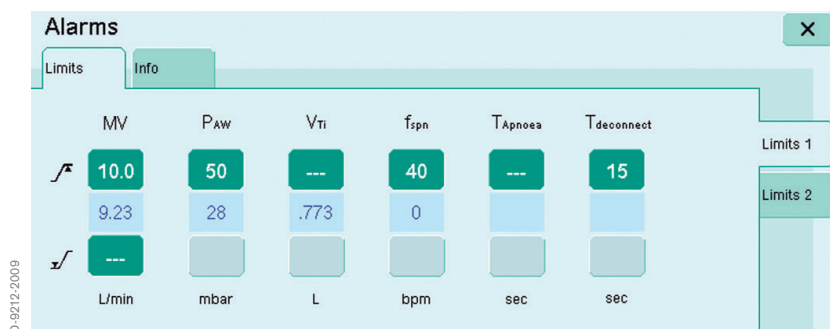 Alarms
Limits Info
MV PAW VTi fspn TApnoea Tdeconnect
10.0 50 --- 40 --- 15
9.23 28 .773 0
---
L/min mbar L bpm sec sec
Limits 1
Limits 2
-9212-2009